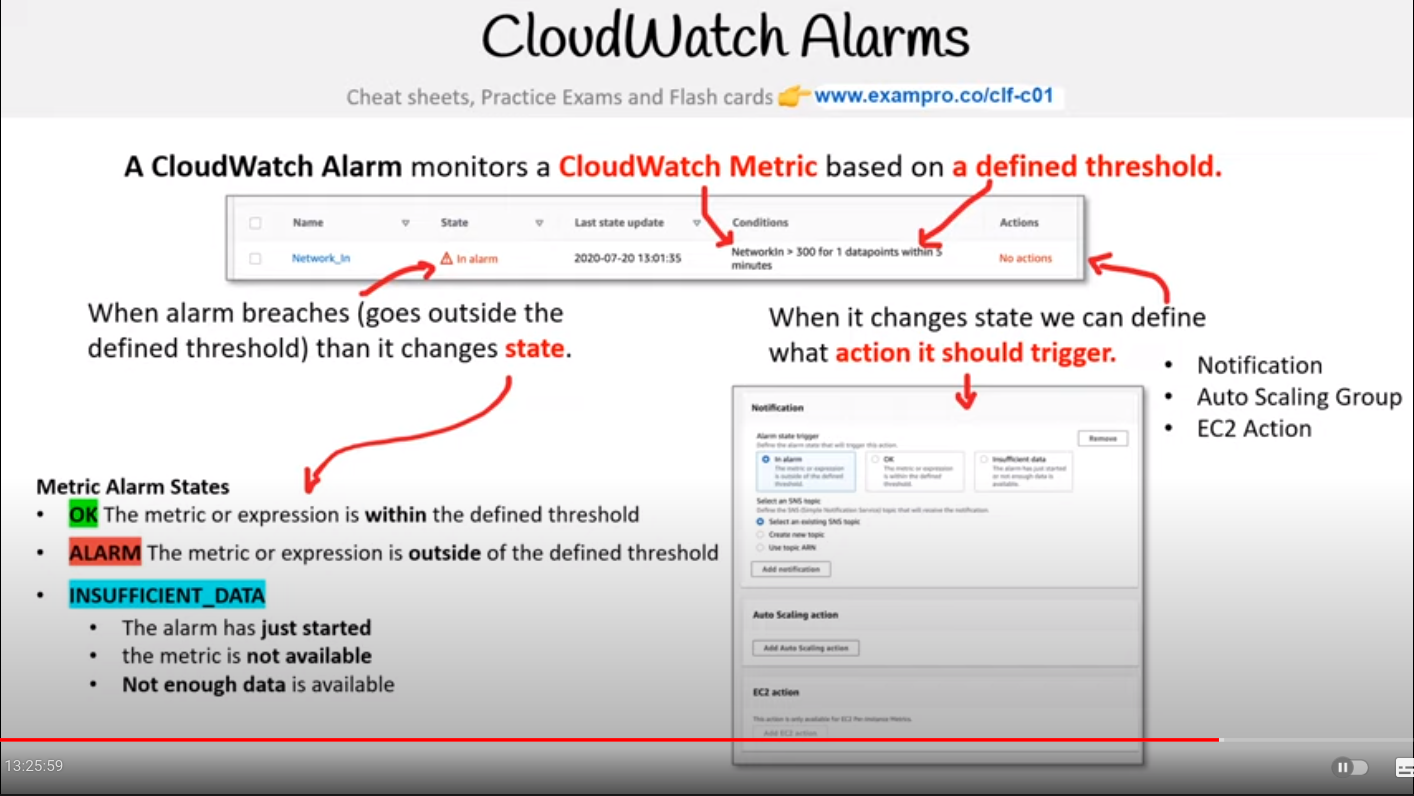 CloudWatch Alarms
Cheat sheets, Practice Exams and Flash cards 👉 www.exampro.co/clf-c01
A CloudWatch Alarm monitors a CloudWatch Metric based on a defined threshold.
Name State Last state update Conditions Actions
Network_In In alarm 2020-07-20 13:01:35 NetworkIn > 300 for 1 datapoints within 5
minutes No actions
When alarm breaches (goes outside the
defined threshold) than it changes state.
Metric Alarm States
• OK The metric or expression is within the defined threshold
• ALARM The metric or expression is outside of the defined threshold
• INSUFFICIENT_DATA
• The alarm has just started
• the metric is not available
• Not enough data is available
When it changes state we can define
what action it should trigger.
• Notification
• Auto Scaling Group
• EC2 Action
Notification
Alarm state trigger
Define the alarm state that will trigger this action.
Remove
In alarm
The metric or expression
is outside of the defined
threshold.
OK
The metric or expression
is within the defined
threshold.
Insufficient data
The alarm has just started
or not enough data is
available.
Select an SNS topic
Define the SNS (Simple Notification Service) topic that will receive the notification.
Select an existing SNS topic
Create new topic
Use topic ARN
Add notification
Auto Scaling action
Add Auto Scaling action
EC2 action
This action is only available for EC2 Per-Instance Metrics.
Add EC2 action
13:25:59